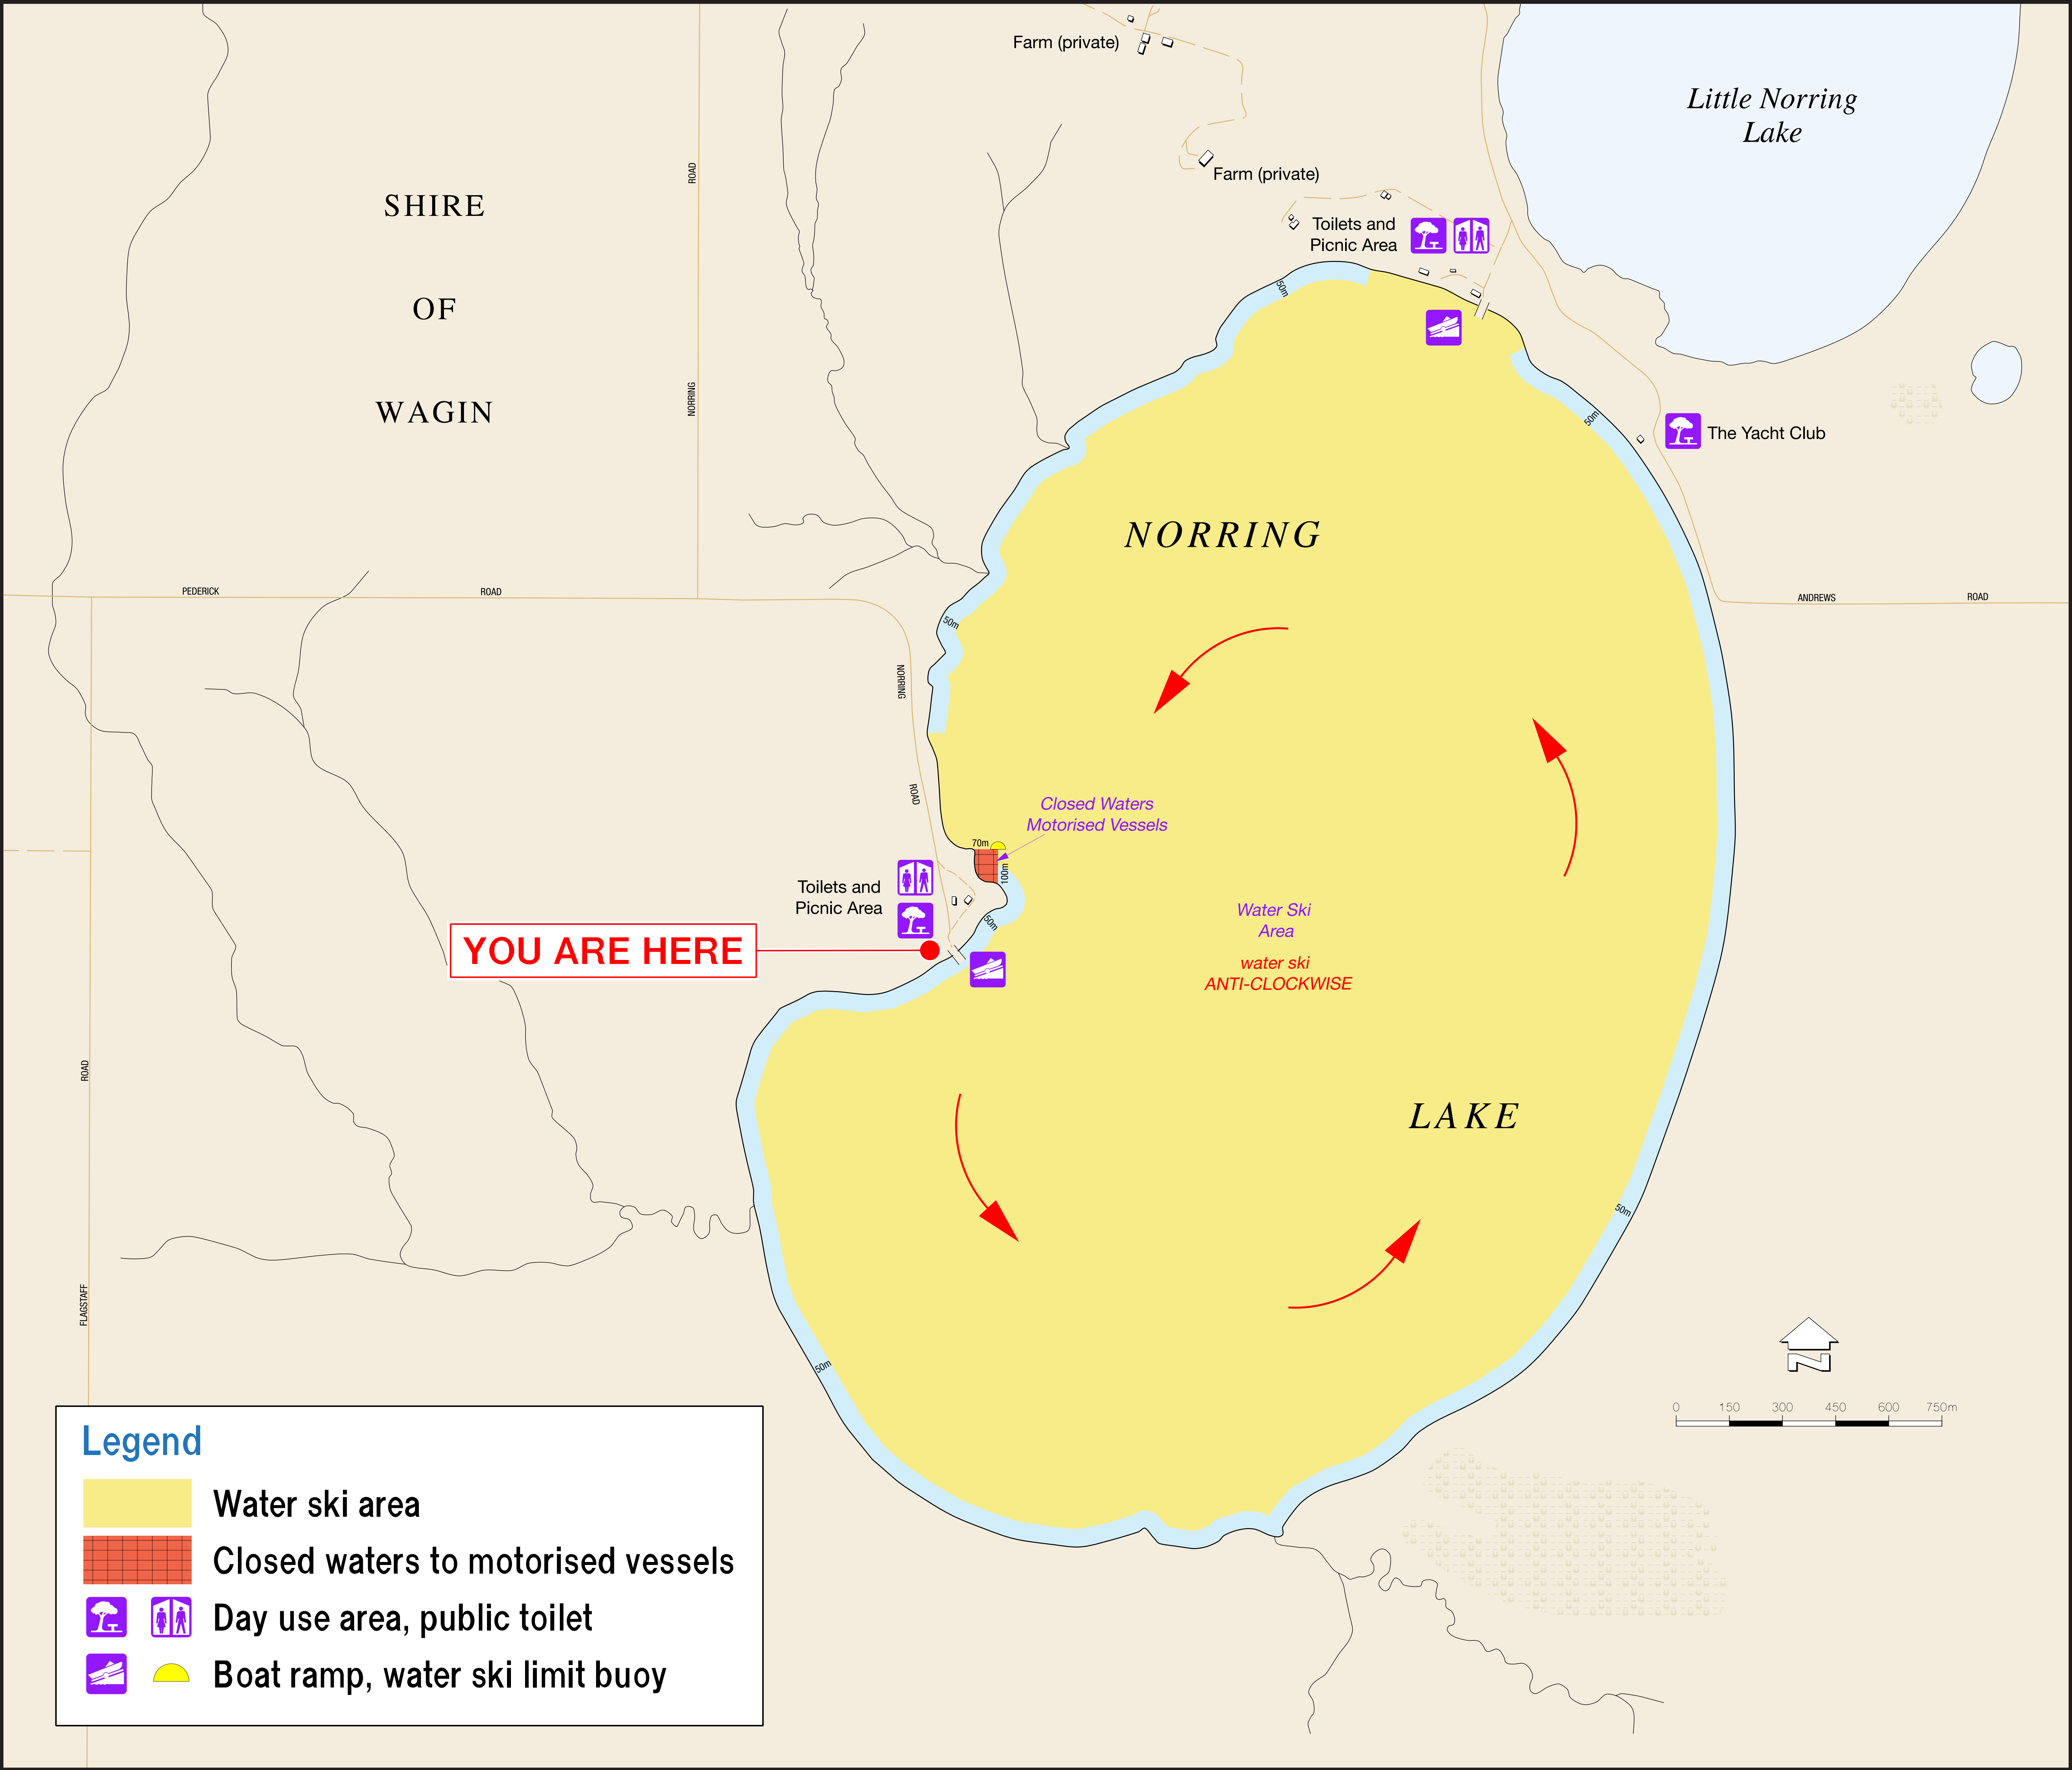 Farm (private)
Little Norring
Lake
ROAD
Farm (private)
SHIRE
OF
WAGIN
Toilets and
Picnic Area
50m
NORRING
50m
The Yacht Club
NORRING
PEDERICK
ROAD
ANDREWS
ROAD
50m
NORRING
ROAD
Closed Waters
Motorised Vessels
70m
100m
Toilets and
Picnic Area
50m
Water Ski
Area
YOU ARE HERE
water ski
ANTI-CLOCKWISE
ROAD
LAKE
50m
FLAGSTAFF
50m
N
0 150 300 450 600 750m
Legend
Water ski area
Closed waters to motorised vessels
Day use area, public toilet
Boat ramp, water ski limit buoy